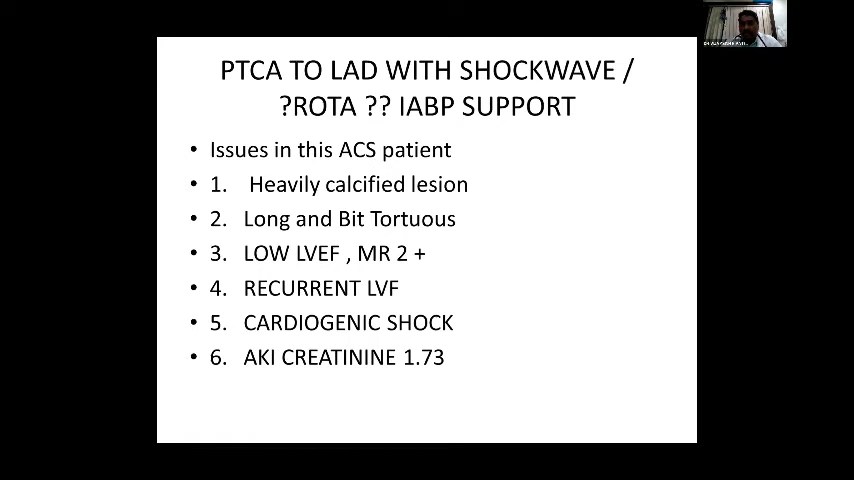 PTCA TO LAD WITH SHOCKWAVE /
?ROTA ?? IABP SUPPORT
• Issues in this ACS patient
• 1. Heavily calcified lesion
• 2. Long and Bit Tortuous
• 3. LOW LVEF , MR 2 +
• 4. RECURRENT LVF
• 5. CARDIOGENIC SHOCK
• 6. AKI CREATININE 1.73